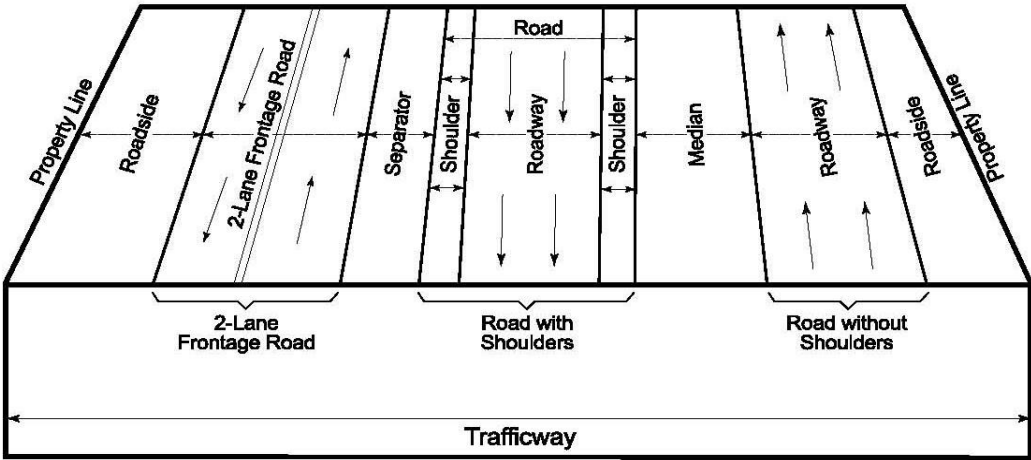 Road
Property Line
Roadside
2-Lane Frontage Road
Separator
Shoulder
Roadway
Shoulder
Median
Roadway
Roadside
Property Line
2-Lane
Frontage Road
Road with
Shoulders
Road without
Shoulders
Trafficway